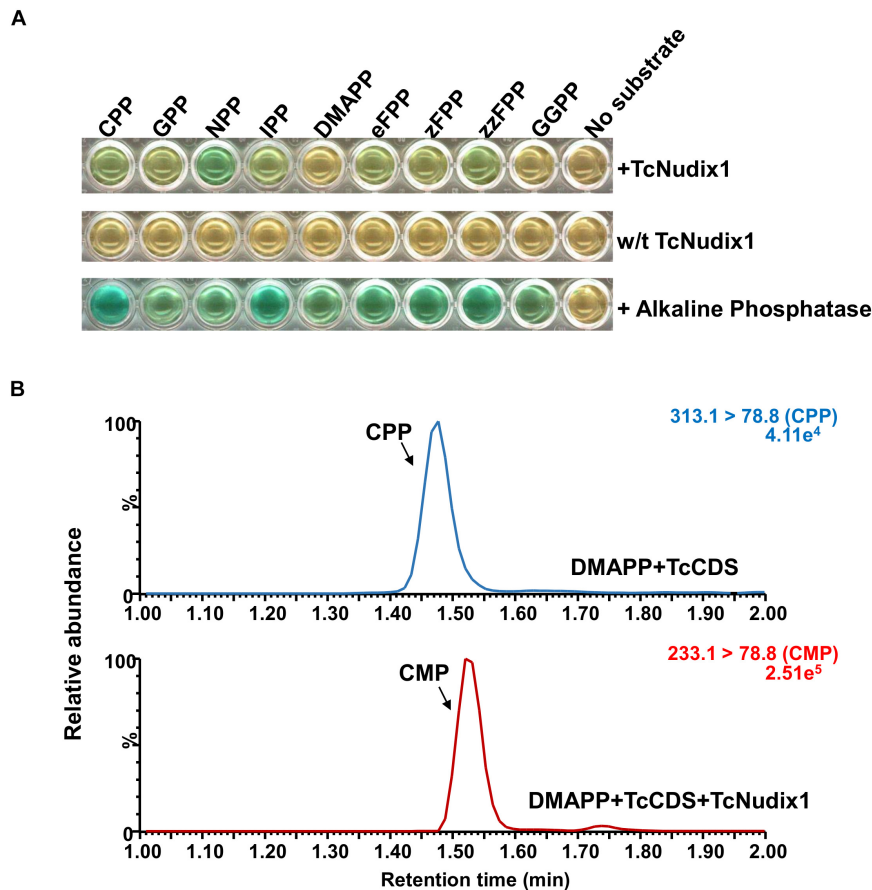 A
CPP GPP NPP IPP DMAPP eFPP zFPP zzFPP GGPP No substrate
+TcNudix1
w/t TcNudix1
+ Alkaline Phosphatase
B
100
CPP
313.1 > 78.8 (CPP)
4.11e⁴
%
DMAPP+TcCDS
0
1.00 1.10 1.20 1.30 1.40 1.50 1.60 1.70 1.80 1.90 2.00
Relative abundance
100
CMP
233.1 > 78.8 (CMP)
2.51e⁵
%
DMAPP+TcCDS+TcNudix1
0
1.00 1.10 1.20 1.30 1.40 1.50 1.60 1.70 1.80 1.90 2.00
Retention time (min)